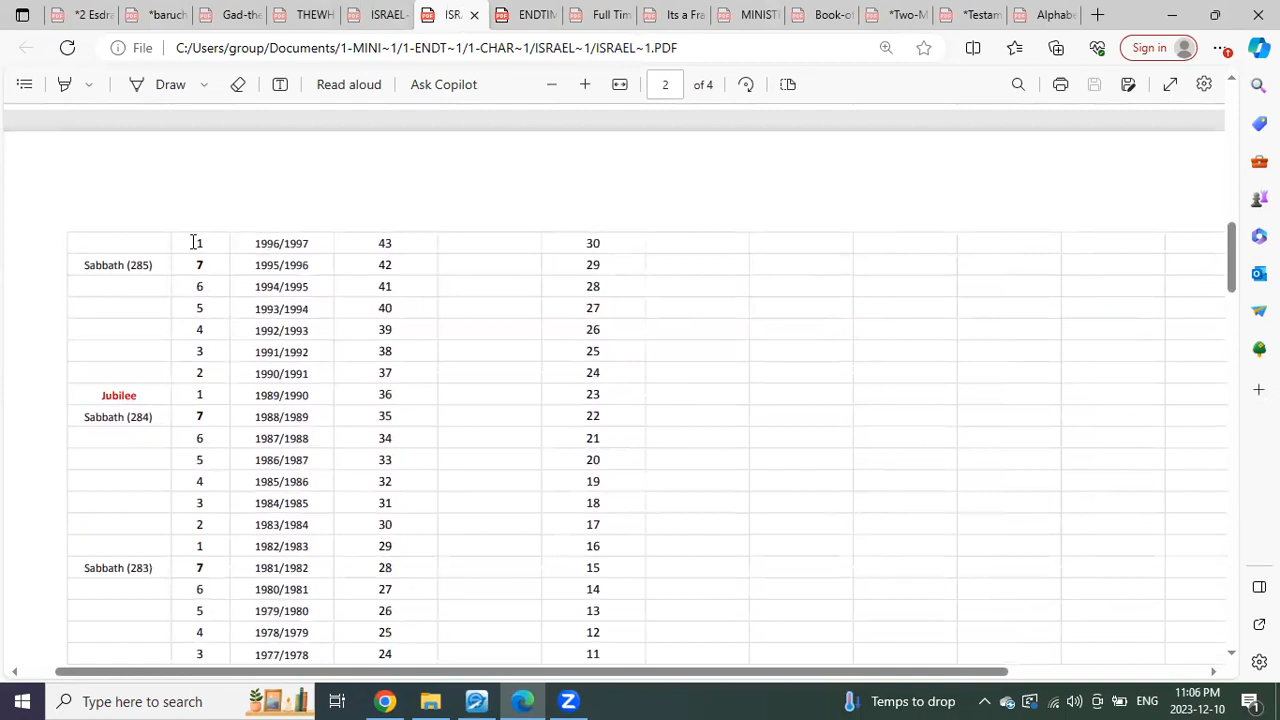 *2 Esdra
*baruch
Gad-the
THEWH
ISRAEL-
ISR
ENDTIM
Full Tim
Its a Fra
MINIST
Book-of
*Two-M
*Testam
Alphabe
File
C:/Users/group/Documents/1-MINI~1/1-ENDT~1/1-CHAR~1/ISRAEL~1/ISRAEL~1.PDF
Sign in
Draw
Read aloud
Ask Copilot
2 of 4
1 1996/1997 43 30
Sabbath (285) 7 1995/1996 42 29
6 1994/1995 41 28
5 1993/1994 40 27
4 1992/1993 39 26
3 1991/1992 38 25
2 1990/1991 37 24
Jubilee 1 1989/1990 36 23
Sabbath (284) 7 1988/1989 35 22
6 1987/1988 34 21
5 1986/1987 33 20
4 1985/1986 32 19
3 1984/1985 31 18
2 1983/1984 30 17
1 1982/1983 29 16
Sabbath (283) 7 1981/1982 28 15
6 1980/1981 27 14
5 1979/1980 26 13
4 1978/1979 25 12
3 1977/1978 24 11
Type here to search
Temps to drop
ENG
11:06 PM
2023-12-10
1